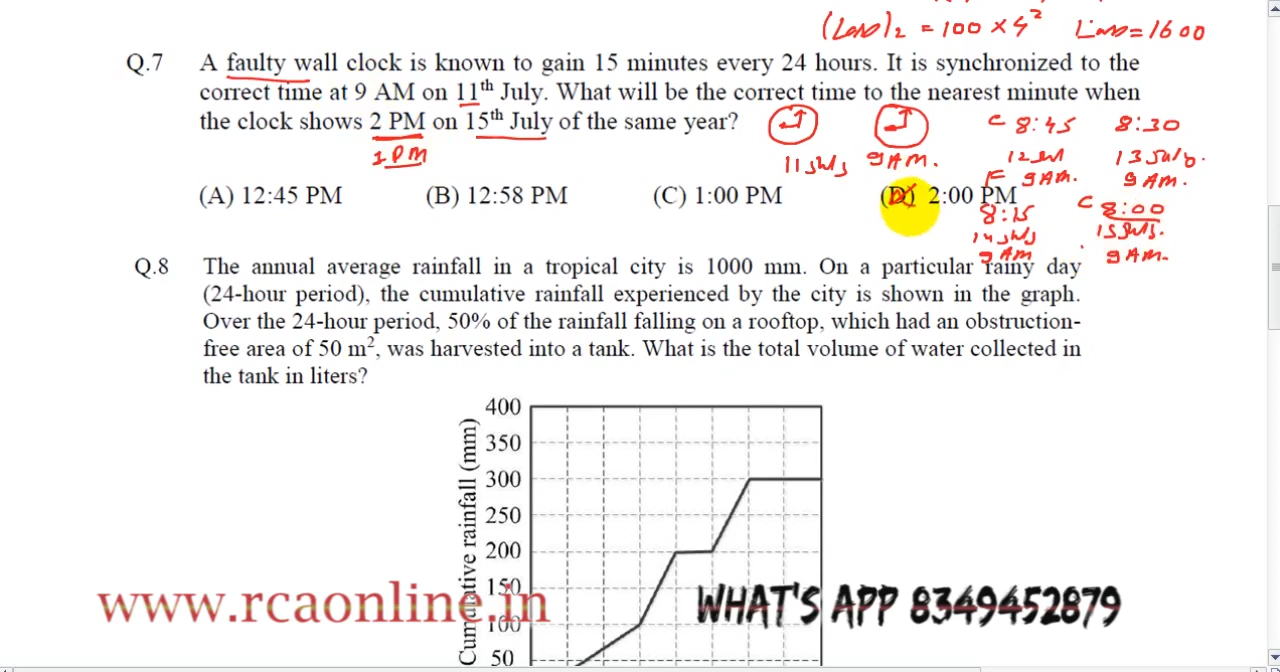 (Load)2 = 100 × 4²   Load = 1600
Q.7 A faulty wall clock is known to gain 15 minutes every 24 hours. It is synchronized to the
correct time at 9 AM on 11th July. What will be the correct time to the nearest minute when
the clock shows 2 PM on 15th July of the same year?
1 PM
11 July 9 AM.
C 8:45 8:30
12 Jul 13 July.
F 9 AM. 9 AM.
(A) 12:45 PM (B) 12:58 PM (C) 1:00 PM (D) 2:00 PM
8:15 C 8:00
14 July 15 July.
9 AM 9 AM.
Q.8 The annual average rainfall in a tropical city is 1000 mm. On a particular rainy day
(24-hour period), the cumulative rainfall experienced by the city is shown in the graph.
Over the 24-hour period, 50% of the rainfall falling on a rooftop, which had an obstruction-
free area of 50 m², was harvested into a tank. What is the total volume of water collected in
the tank in liters?
Cumulative rainfall (mm)
400
350
300
250
200
150
100
50
www.rcaonline.in
WHAT'S APP 8349452879